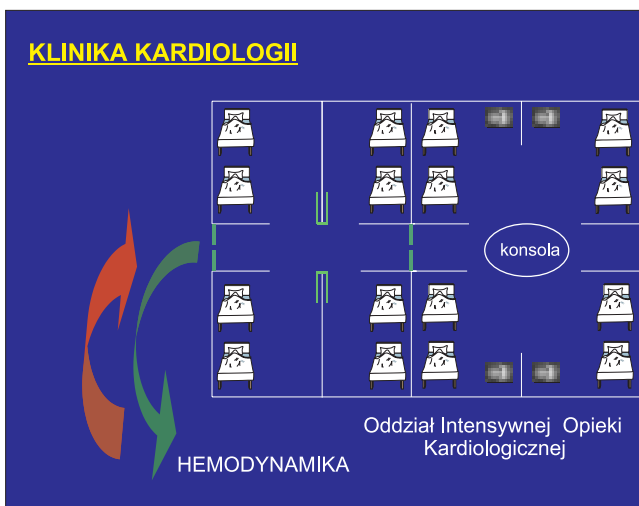 KLINIKA KARDIOLOGII
konsola
Oddział Intensywnej Opieki
Kardiologicznej
HEMODYNAMIKA